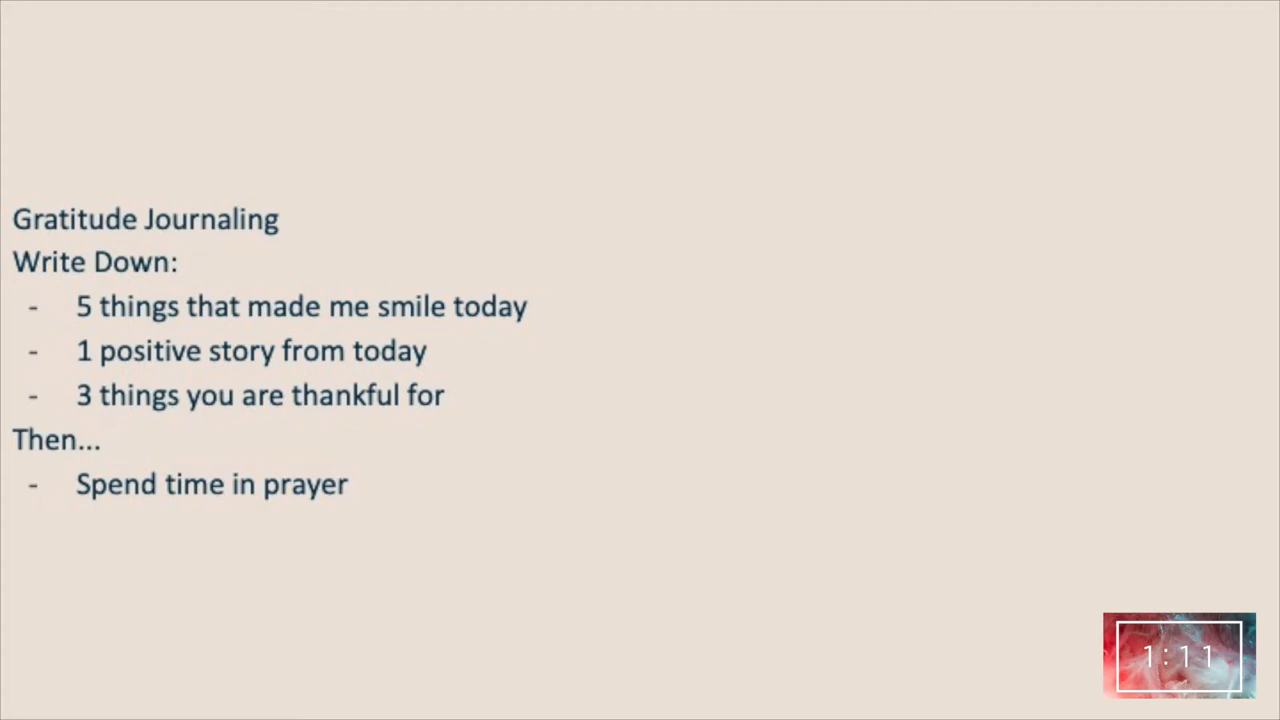 Gratitude Journaling
Write Down:
- 5 things that made me smile today
- 1 positive story from today
- 3 things you are thankful for
Then...
- Spend time in prayer
1:11